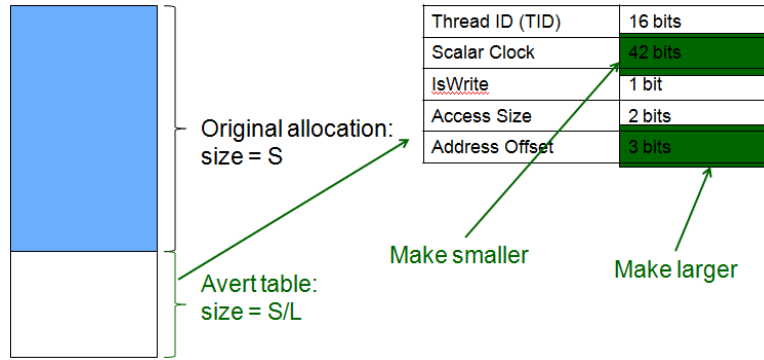 Thread ID (TID) 16 bits
Scalar Clock 42 bits
IsWrite 1 bit
Access Size 2 bits
Address Offset 3 bits
Original allocation:
size = S
Make smaller
Make larger
Avert table:
size = S/L